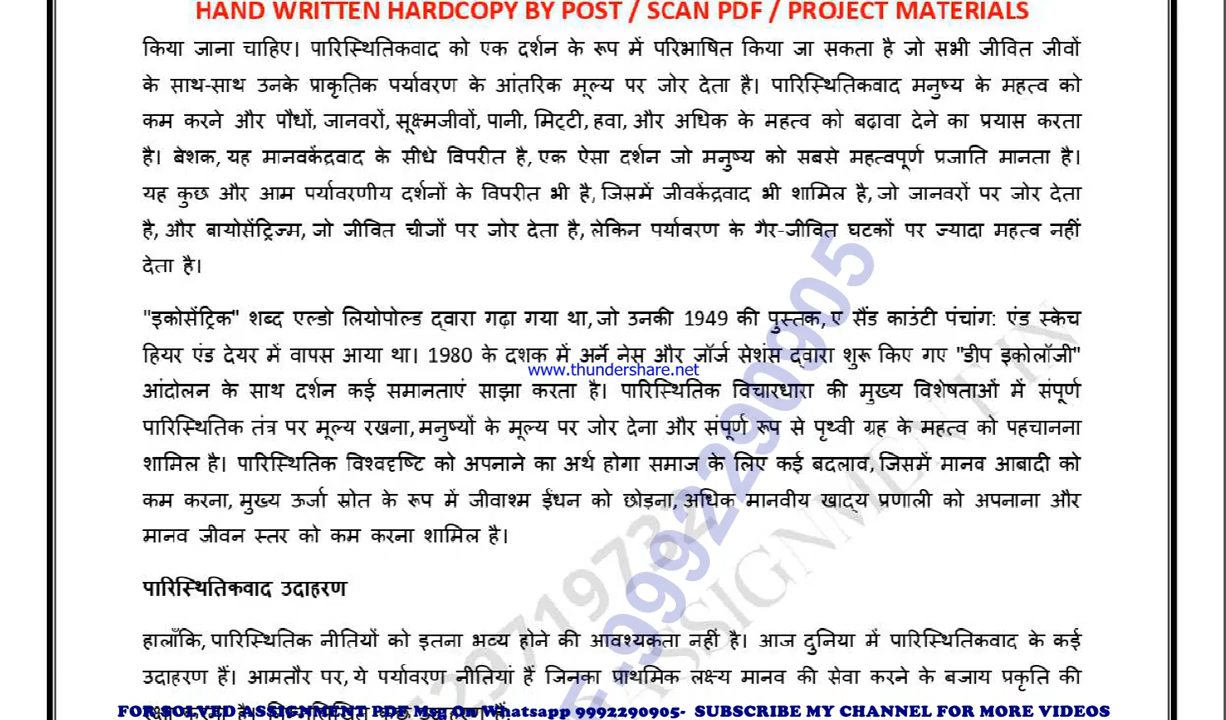 HAND WRITTEN HARDCOPY BY POST / SCAN PDF / PROJECT MATERIALS
किया जाना चाहिए। पारिस्थितिकवाद को एक दर्शन के रूप में परिभाषित किया जा सकता है जो सभी जीवित जीवों
के साथ-साथ उनके प्राकृतिक पर्यावरण के आंतरिक मूल्य पर जोर देता है। पारिस्थितिकवाद मनुष्य के महत्व को
कम करने और पौधों, जानवरों, सूक्ष्मजीवों, पानी, मिट्टी, हवा, और अधिक के महत्व को बढ़ावा देने का प्रयास करता
है। बेशक, यह मानवकेंद्रवाद के सीधे विपरीत है, एक ऐसा दर्शन जो मनुष्य को सबसे महत्वपूर्ण प्रजाति मानता है।
यह कुछ और आम पर्यावरणीय दर्शनों के विपरीत भी है, जिसमें जीवकेंद्रवाद भी शामिल है, जो जानवरों पर जोर देता
है, और बायोसेंट्रिज्म, जो जीवित चीजों पर जोर देता है, लेकिन पर्यावरण के गैर-जीवित घटकों पर ज्यादा महत्व नहीं
देता है।
"इकोसेंट्रिक" शब्द एल्डो लियोपोल्ड द्वारा गढ़ा गया था, जो उनकी 1949 की पुस्तक, ए सैंड काउंटी पंचांग: एंड स्केच
हियर एंड देयर में वापस आया था। 1980 के दशक में अर्ने नेस और जॉर्ज सेशंस द्वारा शुरू किए गए "डीप इकोलॉजी"
www.thundershare.net
आंदोलन के साथ दर्शन कई समानताएं साझा करता है। पारिस्थितिक विचारधारा की मुख्य विशेषताओं में संपूर्ण
पारिस्थितिक तंत्र पर मूल्य रखना, मनुष्यों के मूल्य पर जोर देना और संपूर्ण रूप से पृथ्वी ग्रह के महत्व को पहचानना
शामिल है। पारिस्थितिक विश्वदृष्टि को अपनाने का अर्थ होगा समाज के लिए कई बदलाव, जिसमें मानव आबादी को
कम करना, मुख्य ऊर्जा स्रोत के रूप में जीवाश्म ईंधन को छोड़ना, अधिक मानवीय खाद्य प्रणाली को अपनाना और
मानव जीवन स्तर को कम करना शामिल है।
पारिस्थितिकवाद उदाहरण
हालाँकि, पारिस्थितिक नीतियों को इतना भव्य होने की आवश्यकता नहीं है। आज दुनिया में पारिस्थितिकवाद के कई
उदाहरण हैं। आमतौर पर, ये पर्यावरण नीतियां हैं जिनका प्राथमिक लक्ष्य मानव की सेवा करने के बजाय प्रकृति की
FOR SOLVED ASSIGNMENT PDF Msg On Whatsapp 9992290905- SUBSCRIBE MY CHANNEL FOR MORE VIDEOS
9992290905
ASSIGNMENT IN